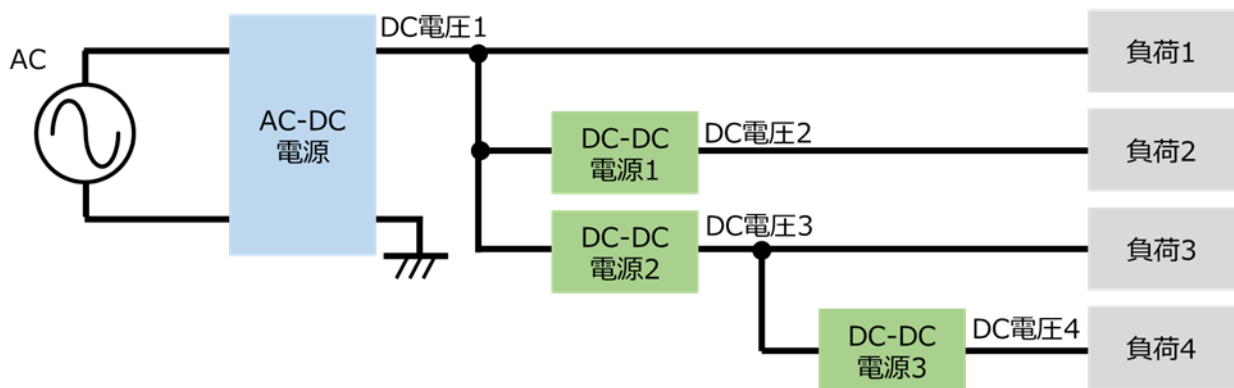 DC電圧1
AC
負荷1
AC-DC
電源
DC-DC
電源1
DC電圧2
負荷2
DC-DC
電源2
DC電圧3
負荷3
DC-DC
電源3
DC電圧4
負荷4